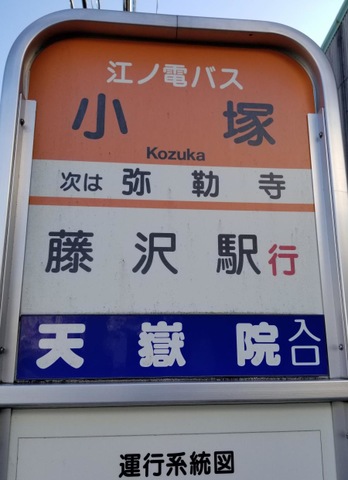 江ノ電バス
小塚
Kozuka
次は 弥勒寺
藤沢駅行
天嶽院入口
運行系統図